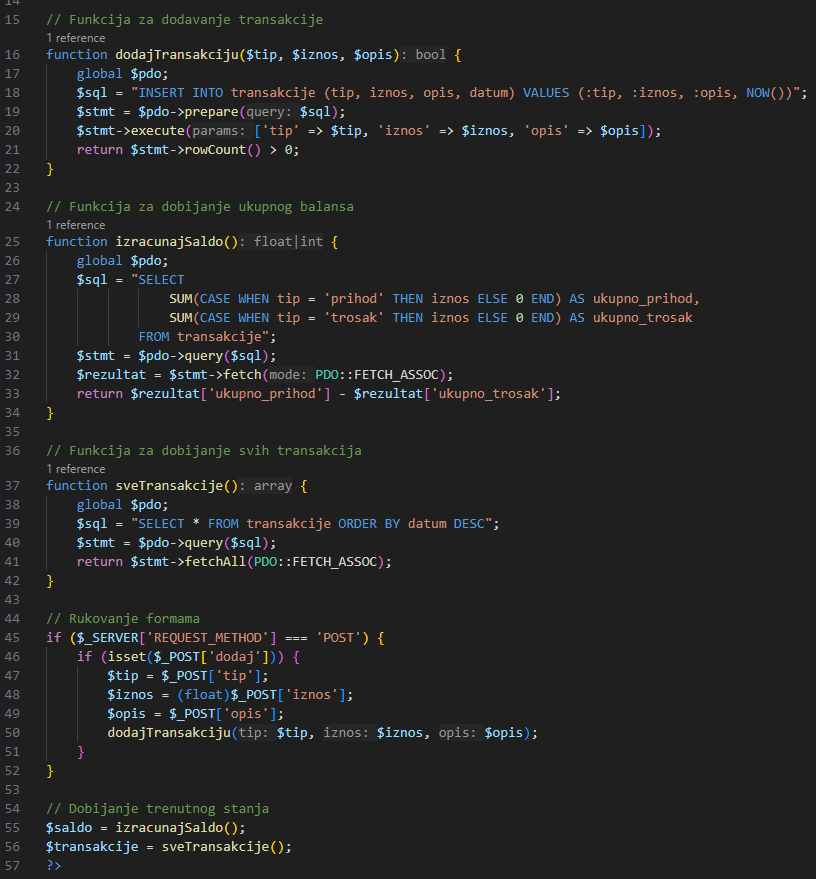 14
15 // Funkcija za dodavanje transakcije
1 reference
16 function dodajTransakciju($tip, $iznos, $opis): bool {
17     global $pdo;
18     $sql = "INSERT INTO transakcije (tip, iznos, opis, datum) VALUES (:tip, :iznos, :opis, NOW())";
19     $stmt = $pdo->prepare(query: $sql);
20     $stmt->execute(params: ['tip' => $tip, 'iznos' => $iznos, 'opis' => $opis]);
21     return $stmt->rowCount() > 0;
22 }
23
24 // Funkcija za dobijanje ukupnog balansa
1 reference
25 function izracunajSaldo(): float|int {
26     global $pdo;
27     $sql = "SELECT
28                 SUM(CASE WHEN tip = 'prihod' THEN iznos ELSE 0 END) AS ukupno_prihod,
29                 SUM(CASE WHEN tip = 'trosak' THEN iznos ELSE 0 END) AS ukupno_trosak
30             FROM transakcije";
31     $stmt = $pdo->query($sql);
32     $rezultat = $stmt->fetch(mode: PDO::FETCH_ASSOC);
33     return $rezultat['ukupno_prihod'] - $rezultat['ukupno_trosak'];
34 }
35
36 // Funkcija za dobijanje svih transakcija
1 reference
37 function sveTransakcije(): array {
38     global $pdo;
39     $sql = "SELECT * FROM transakcije ORDER BY datum DESC";
40     $stmt = $pdo->query($sql);
41     return $stmt->fetchAll(PDO::FETCH_ASSOC);
42 }
43
44 // Rukovanje formama
45 if ($_SERVER['REQUEST_METHOD'] === 'POST') {
46     if (isset($_POST['dodaj'])) {
47         $tip = $_POST['tip'];
48         $iznos = (float)$_POST['iznos'];
49         $opis = $_POST['opis'];
50         dodajTransakciju(tip: $tip, iznos: $iznos, opis: $opis);
51     }
52 }
53
54 // Dobijanje trenutnog stanja
55 $saldo = izracunajSaldo();
56 $transakcije = sveTransakcije();
57 ?>